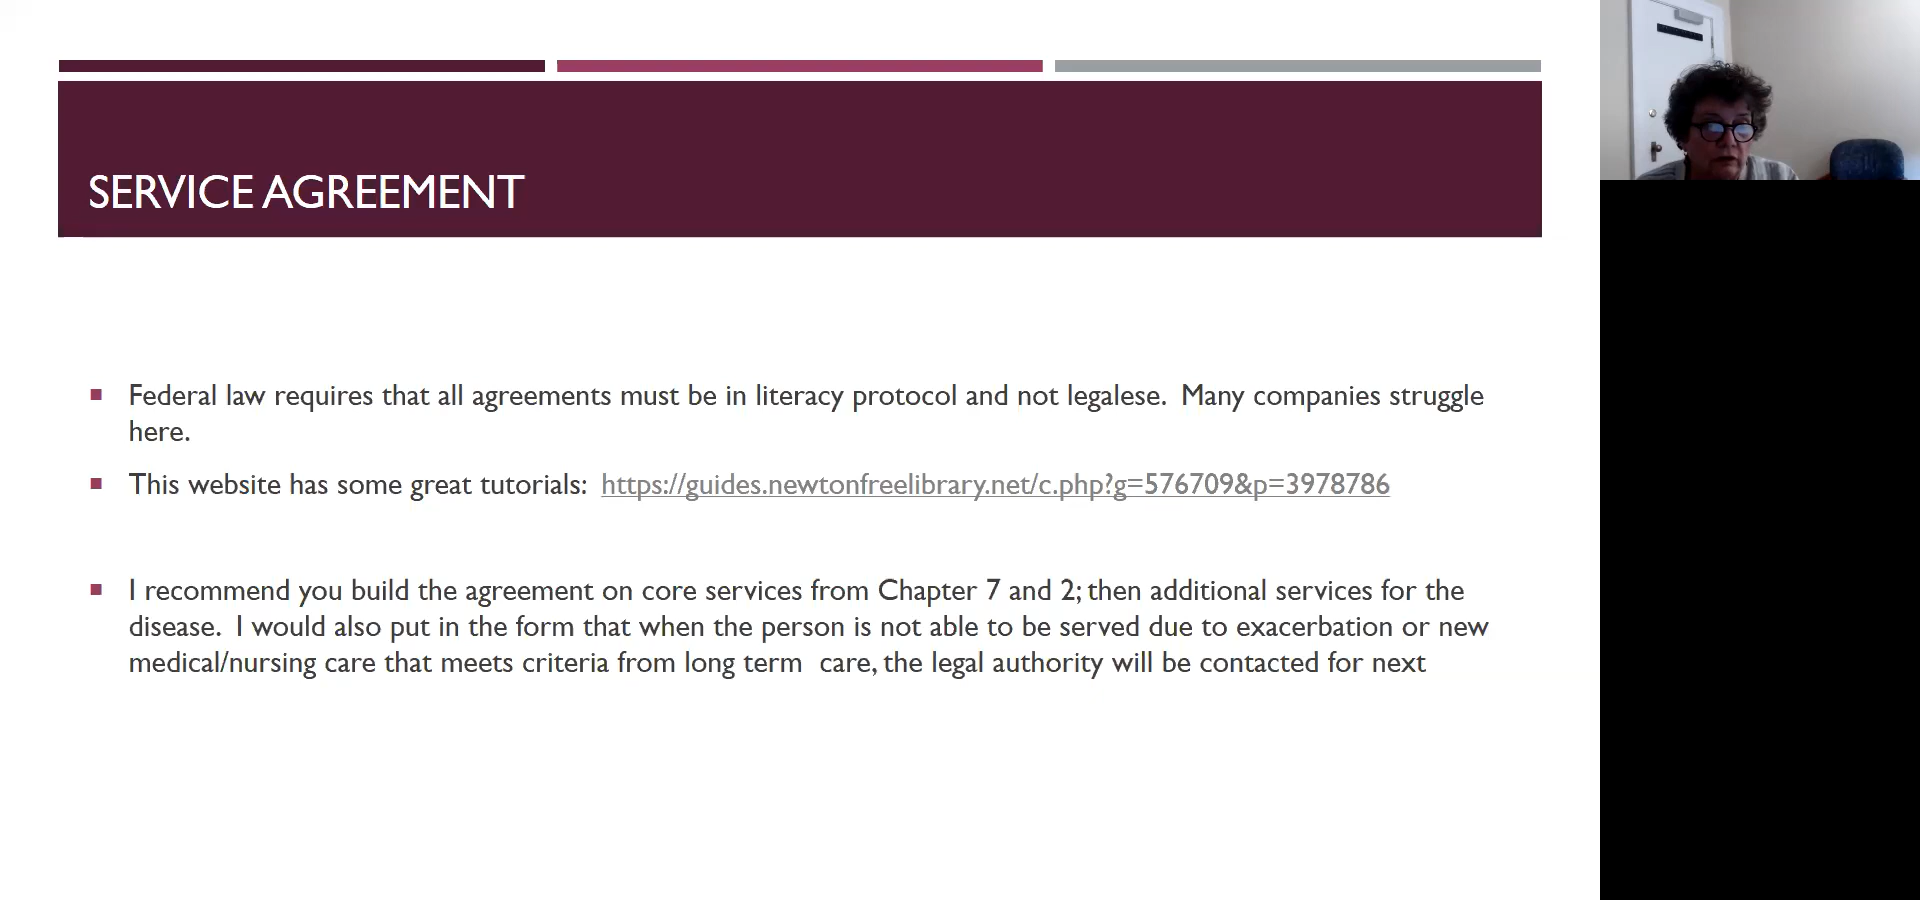 SERVICE AGREEMENT
Federal law requires that all agreements must be in literacy protocol and not legalese.  Many companies struggle
here.
This website has some great tutorials:  https://guides.newtonfreelibrary.net/c.php?g=576709&p=3978786
I recommend you build the agreement on core services from Chapter 7 and 2; then additional services for the
disease.  I would also put in the form that when the person is not able to be served due to exacerbation or new
medical/nursing care that meets criteria from long term  care, the legal authority will be contacted for next